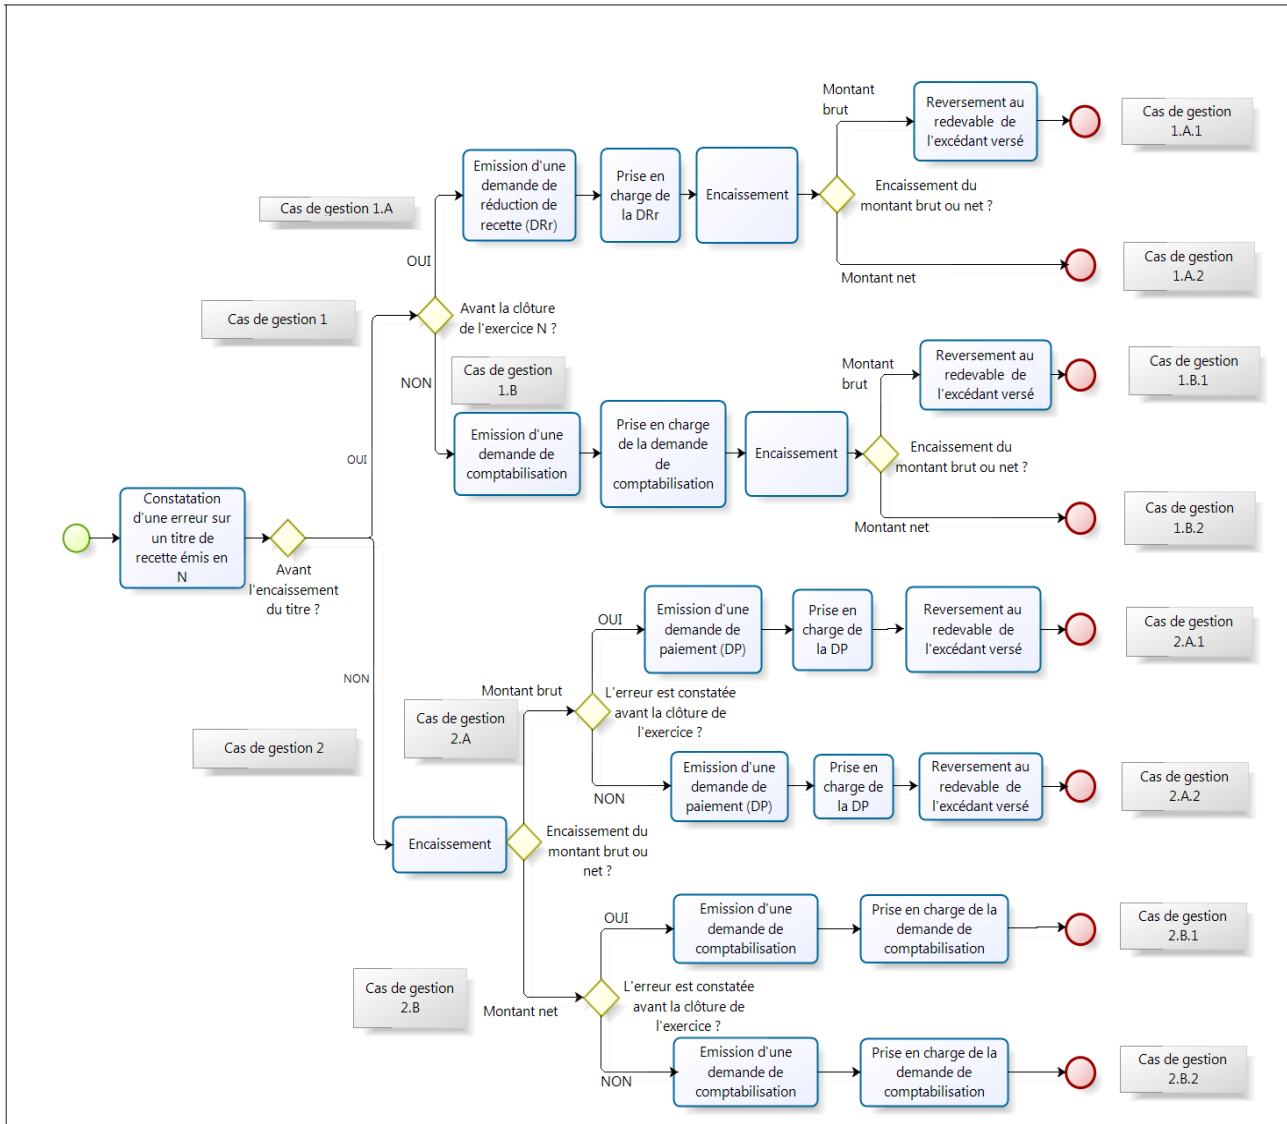 Montant
brut
Reversement au
redevable  de
l'excédant versé
Cas de gestion
1.A.1
Emission d'une
demande de
réduction de
recette (DRr)
Prise en
charge de
la DRr
Encaissement
Encaissement du
montant brut ou net ?
Cas de gestion 1.A
OUI
Montant net
Cas de gestion
1.A.2
Cas de gestion 1
Avant la clôture
de l'exercice N ?
NON
Cas de gestion
1.B
Montant
brut
Reversement au
redevable  de
l'excédant versé
Cas de gestion
1.B.1
Emission d'une
demande de
comptabilisation
Prise en charge
de la demande
de
comptabilisation
Encaissement
Encaissement du
montant brut ou net ?
OUI
Montant net
Cas de gestion
1.B.2
Constatation
d'une erreur sur
un titre de
recette émis en
N
Avant
l'encaissement
du titre ?
NON
OUI
Emission d'une
demande de
paiement (DP)
Prise en
charge de
la DP
Reversement au
redevable  de
l'excédant versé
Cas de gestion
2.A.1
Montant brut
L'erreur est constatée
avant la clôture de
l'exercice ?
Cas de gestion
2.A
Cas de gestion 2
NON
Emission d'une
demande de
paiement (DP)
Prise en
charge de
la DP
Reversement au
redevable  de
l'excédant versé
Cas de gestion
2.A.2
Encaissement
Encaissement du
montant brut ou
net ?
OUI
Emission d'une
demande de
comptabilisation
Prise en charge de la
demande de
comptabilisation
Cas de gestion
2.B.1
Cas de gestion
2.B
Montant net
L'erreur est constatée
avant la clôture de
l'exercice ?
NON
Emission d'une
demande de
comptabilisation
Prise en charge de la
demande de
comptabilisation
Cas de gestion
2.B.2